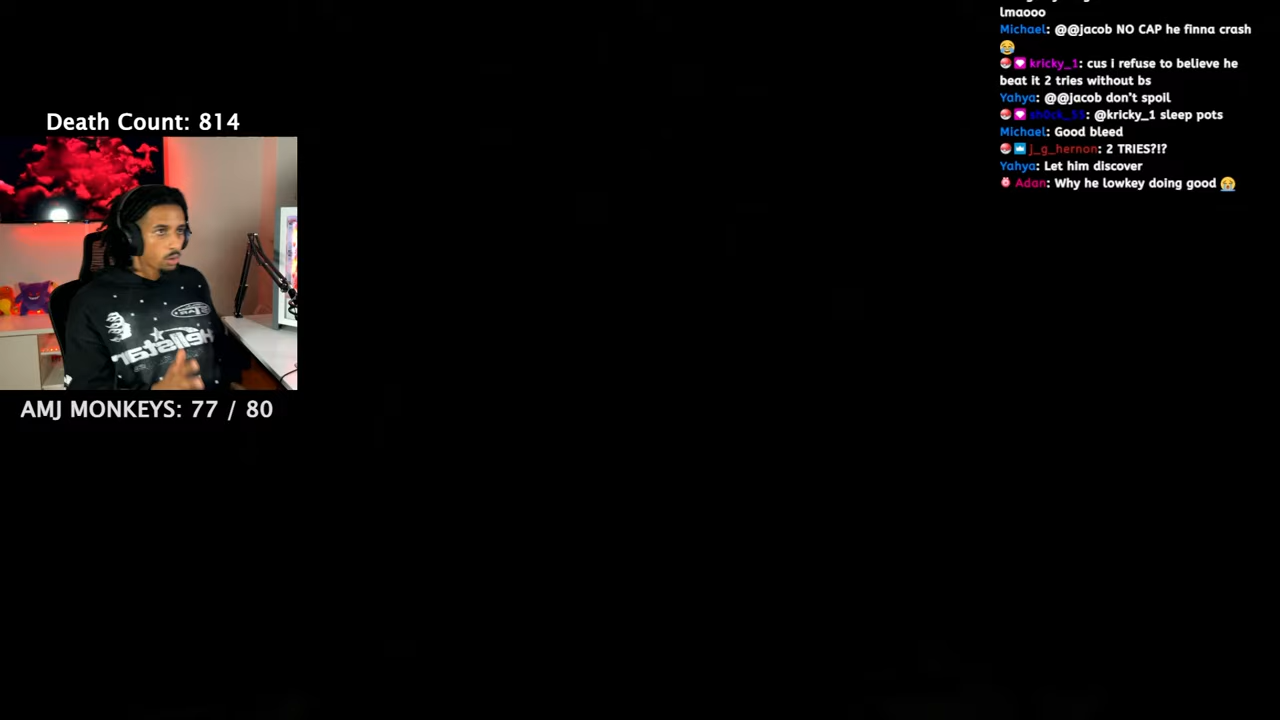 lmaooo
Michael: @@jacob NO CAP he finna crash
😂
kricky_1: cus i refuse to believe he
beat it 2 tries without bs
Yahya: @@jacob don't spoil
sh0ck_55: @kricky_1 sleep pots
Michael: Good bleed
j_g_hernon: 2 TRIES?!?
Yahya: Let him discover
Adan: Why he lowkey doing good 😭
Death Count: 814
Hellstar
AMJ MONKEYS: 77 / 80